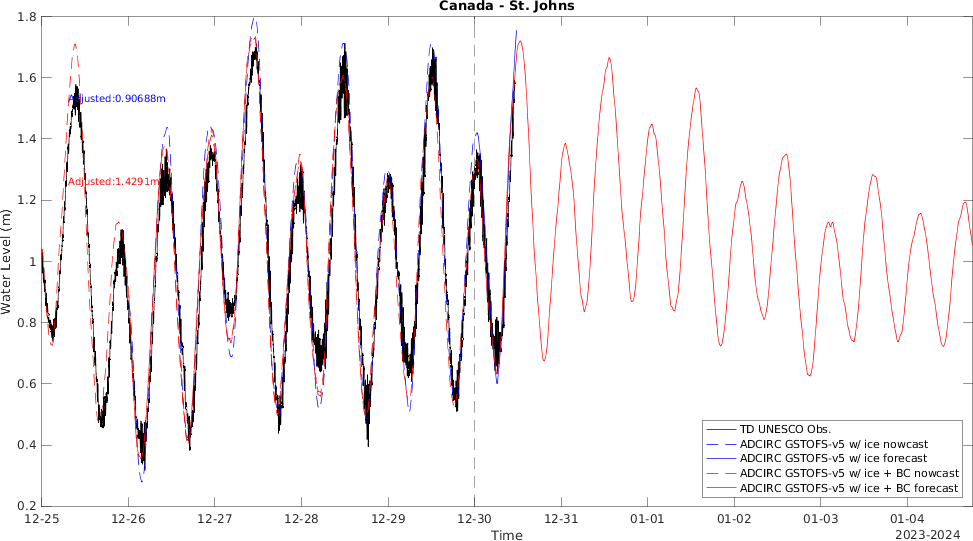 Canada - St. Johns
1.8
1.6
1.4
1.2
1
0.8
0.6
0.4
0.2
Water Level (m)
Adjusted:0.90688m
Adjusted:1.4291m
TD UNESCO Obs.
ADCIRC GSTOFS-v5 w/ ice nowcast
ADCIRC GSTOFS-v5 w/ ice forecast
ADCIRC GSTOFS-v5 w/ ice + BC nowcast
ADCIRC GSTOFS-v5 w/ ice + BC forecast
12-25 12-26 12-27 12-28 12-29 12-30 12-31 01-01 01-02 01-03 01-04
Time
2023-2024